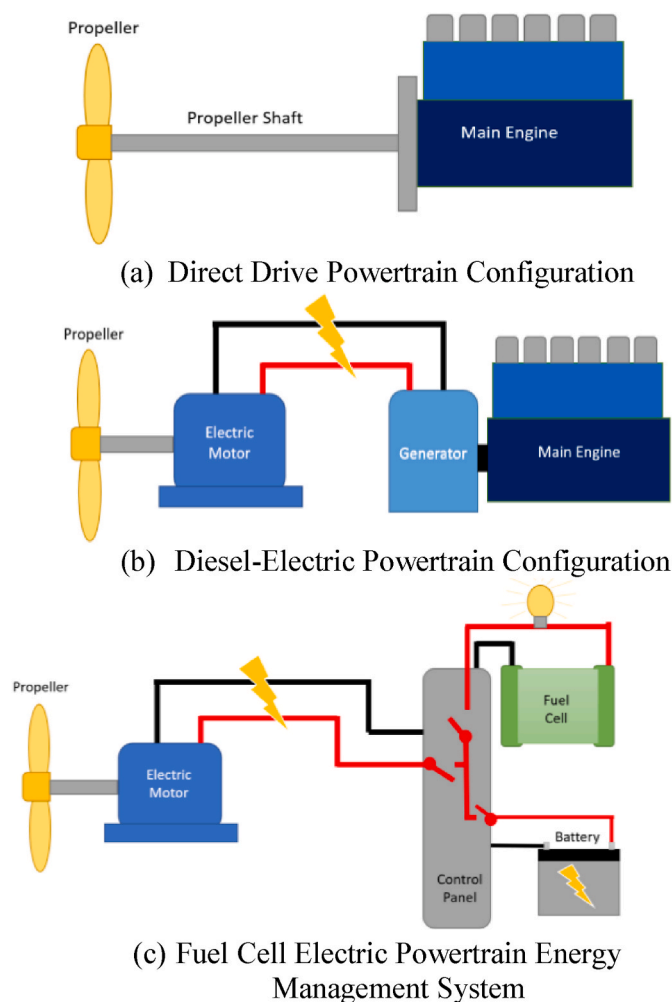 Propeller
Propeller Shaft
Main Engine
(a) Direct Drive Powertrain Configuration
Propeller
Electric
Motor
Generator
Main Engine
(b) Diesel-Electric Powertrain Configuration
Propeller
Electric
Motor
Fuel
Cell
Battery
Control
Panel
(c) Fuel Cell Electric Powertrain Energy
Management System